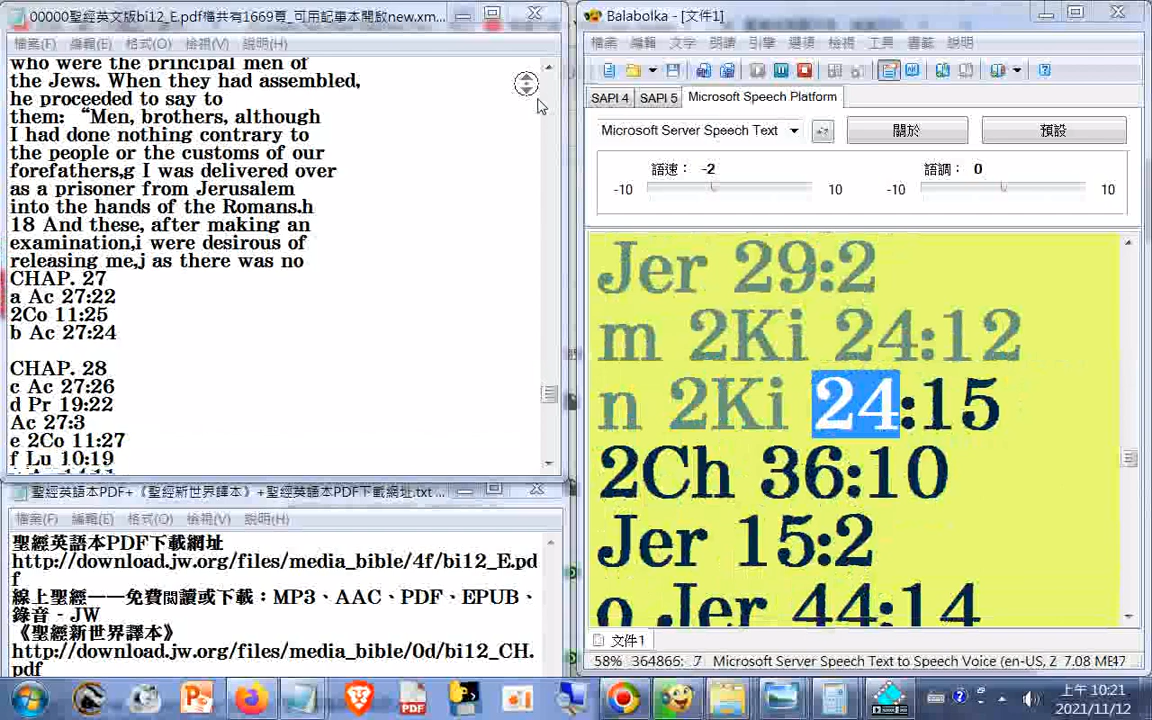 00000聖經英文版bi12_E.pdf檔共有1669頁_可用記事本開啟new.xm...
檔案(F) 編輯(E) 格式(O) 檢視(V) 說明(H)
who were the principal men of
the Jews. When they had assembled,
he proceeded to say to
them: “Men, brothers, although
I had done nothing contrary to
the people or the customs of our
forefathers,g I was delivered over
as a prisoner from Jerusalem
into the hands of the Romans.h
18 And these, after making an
examination,i were desirous of
releasing me,j as there was no
CHAP. 27
a Ac 27:22
2Co 11:25
b Ac 27:24
CHAP. 28
c Ac 27:26
d Pr 19:22
Ac 27:3
e 2Co 11:27
f Lu 10:19
聖經英語本PDF+《聖經新世界譯本》+聖經英語本PDF下載網址.txt ...
檔案(F) 編輯(E) 格式(O) 檢視(V) 說明(H)
聖經英語本PDF下載網址
http://download.jw.org/files/media_bible/4f/bi12_E.pd
f
線上聖經——免費閱讀或下載：MP3、AAC、PDF、EPUB、
錄音 - JW
《聖經新世界譯本》
http://download.jw.org/files/media_bible/0d/bi12_CH.
pdf
Balabolka - [文件1]
檔案 編輯 文字 朗讀 引擎 選項 檢視 工具 書籤 說明
SAPI 4 SAPI 5 Microsoft Speech Platform
Microsoft Server Speech Text
關於
預設
語速： -2
語調： 0
-10 10 -10 10
Jer 29:2
m 2Ki 24:12
n 2Ki 24:15
2Ch 36:10
Jer 15:2
o Jer 44:14
文件1
58% 364866: 7 Microsoft Server Speech Text to Speech Voice (en-US, Z 7.08 ME47
上午 10:21
2021/11/12